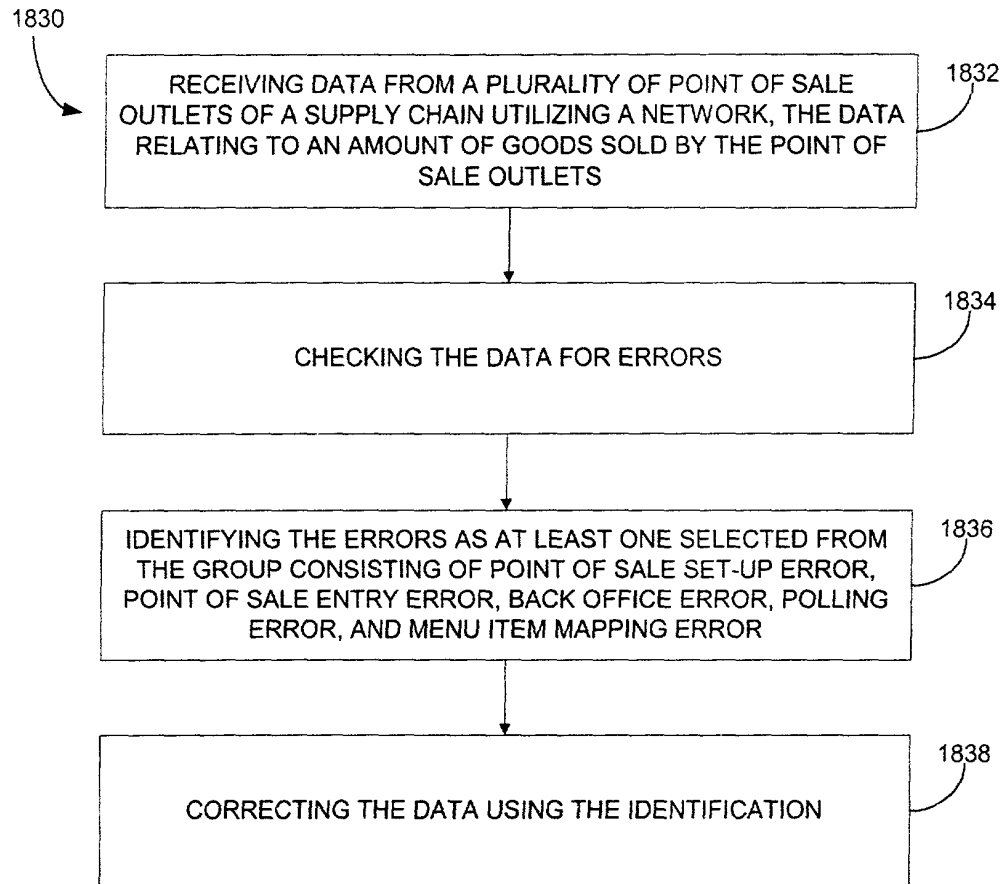 1830
RECEIVING DATA FROM A PLURALITY OF POINT OF SALE
OUTLETS OF A SUPPLY CHAIN UTILIZING A NETWORK, THE DATA
RELATING TO AN AMOUNT OF GOODS SOLD BY THE POINT OF
SALE OUTLETS
1832
CHECKING THE DATA FOR ERRORS
1834
IDENTIFYING THE ERRORS AS AT LEAST ONE SELECTED FROM
THE GROUP CONSISTING OF POINT OF SALE SET-UP ERROR,
POINT OF SALE ENTRY ERROR, BACK OFFICE ERROR, POLLING
ERROR, AND MENU ITEM MAPPING ERROR
1836
CORRECTING THE DATA USING THE IDENTIFICATION
1838